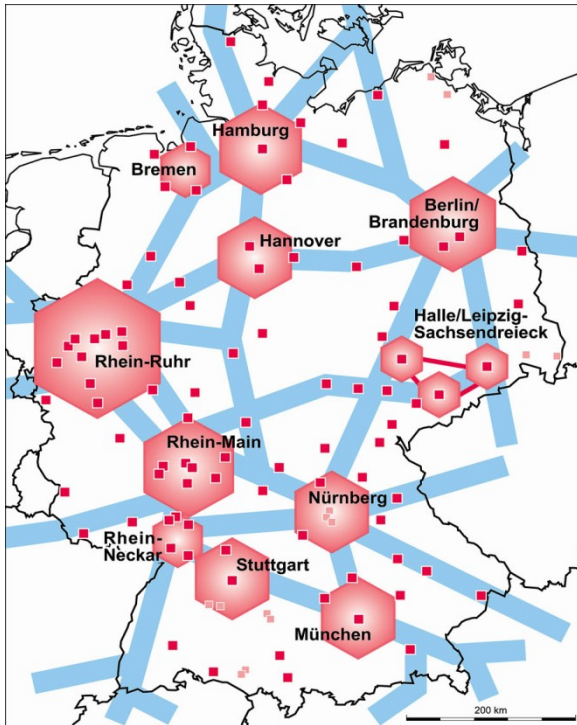 Hamburg
Bremen
Berlin/
Brandenburg
Hannover
Halle/Leipzig-
Sachsendreieck
Rhein-Ruhr
Rhein-Main
Nürnberg
Rhein-
Neckar
Stuttgart
München
200 km